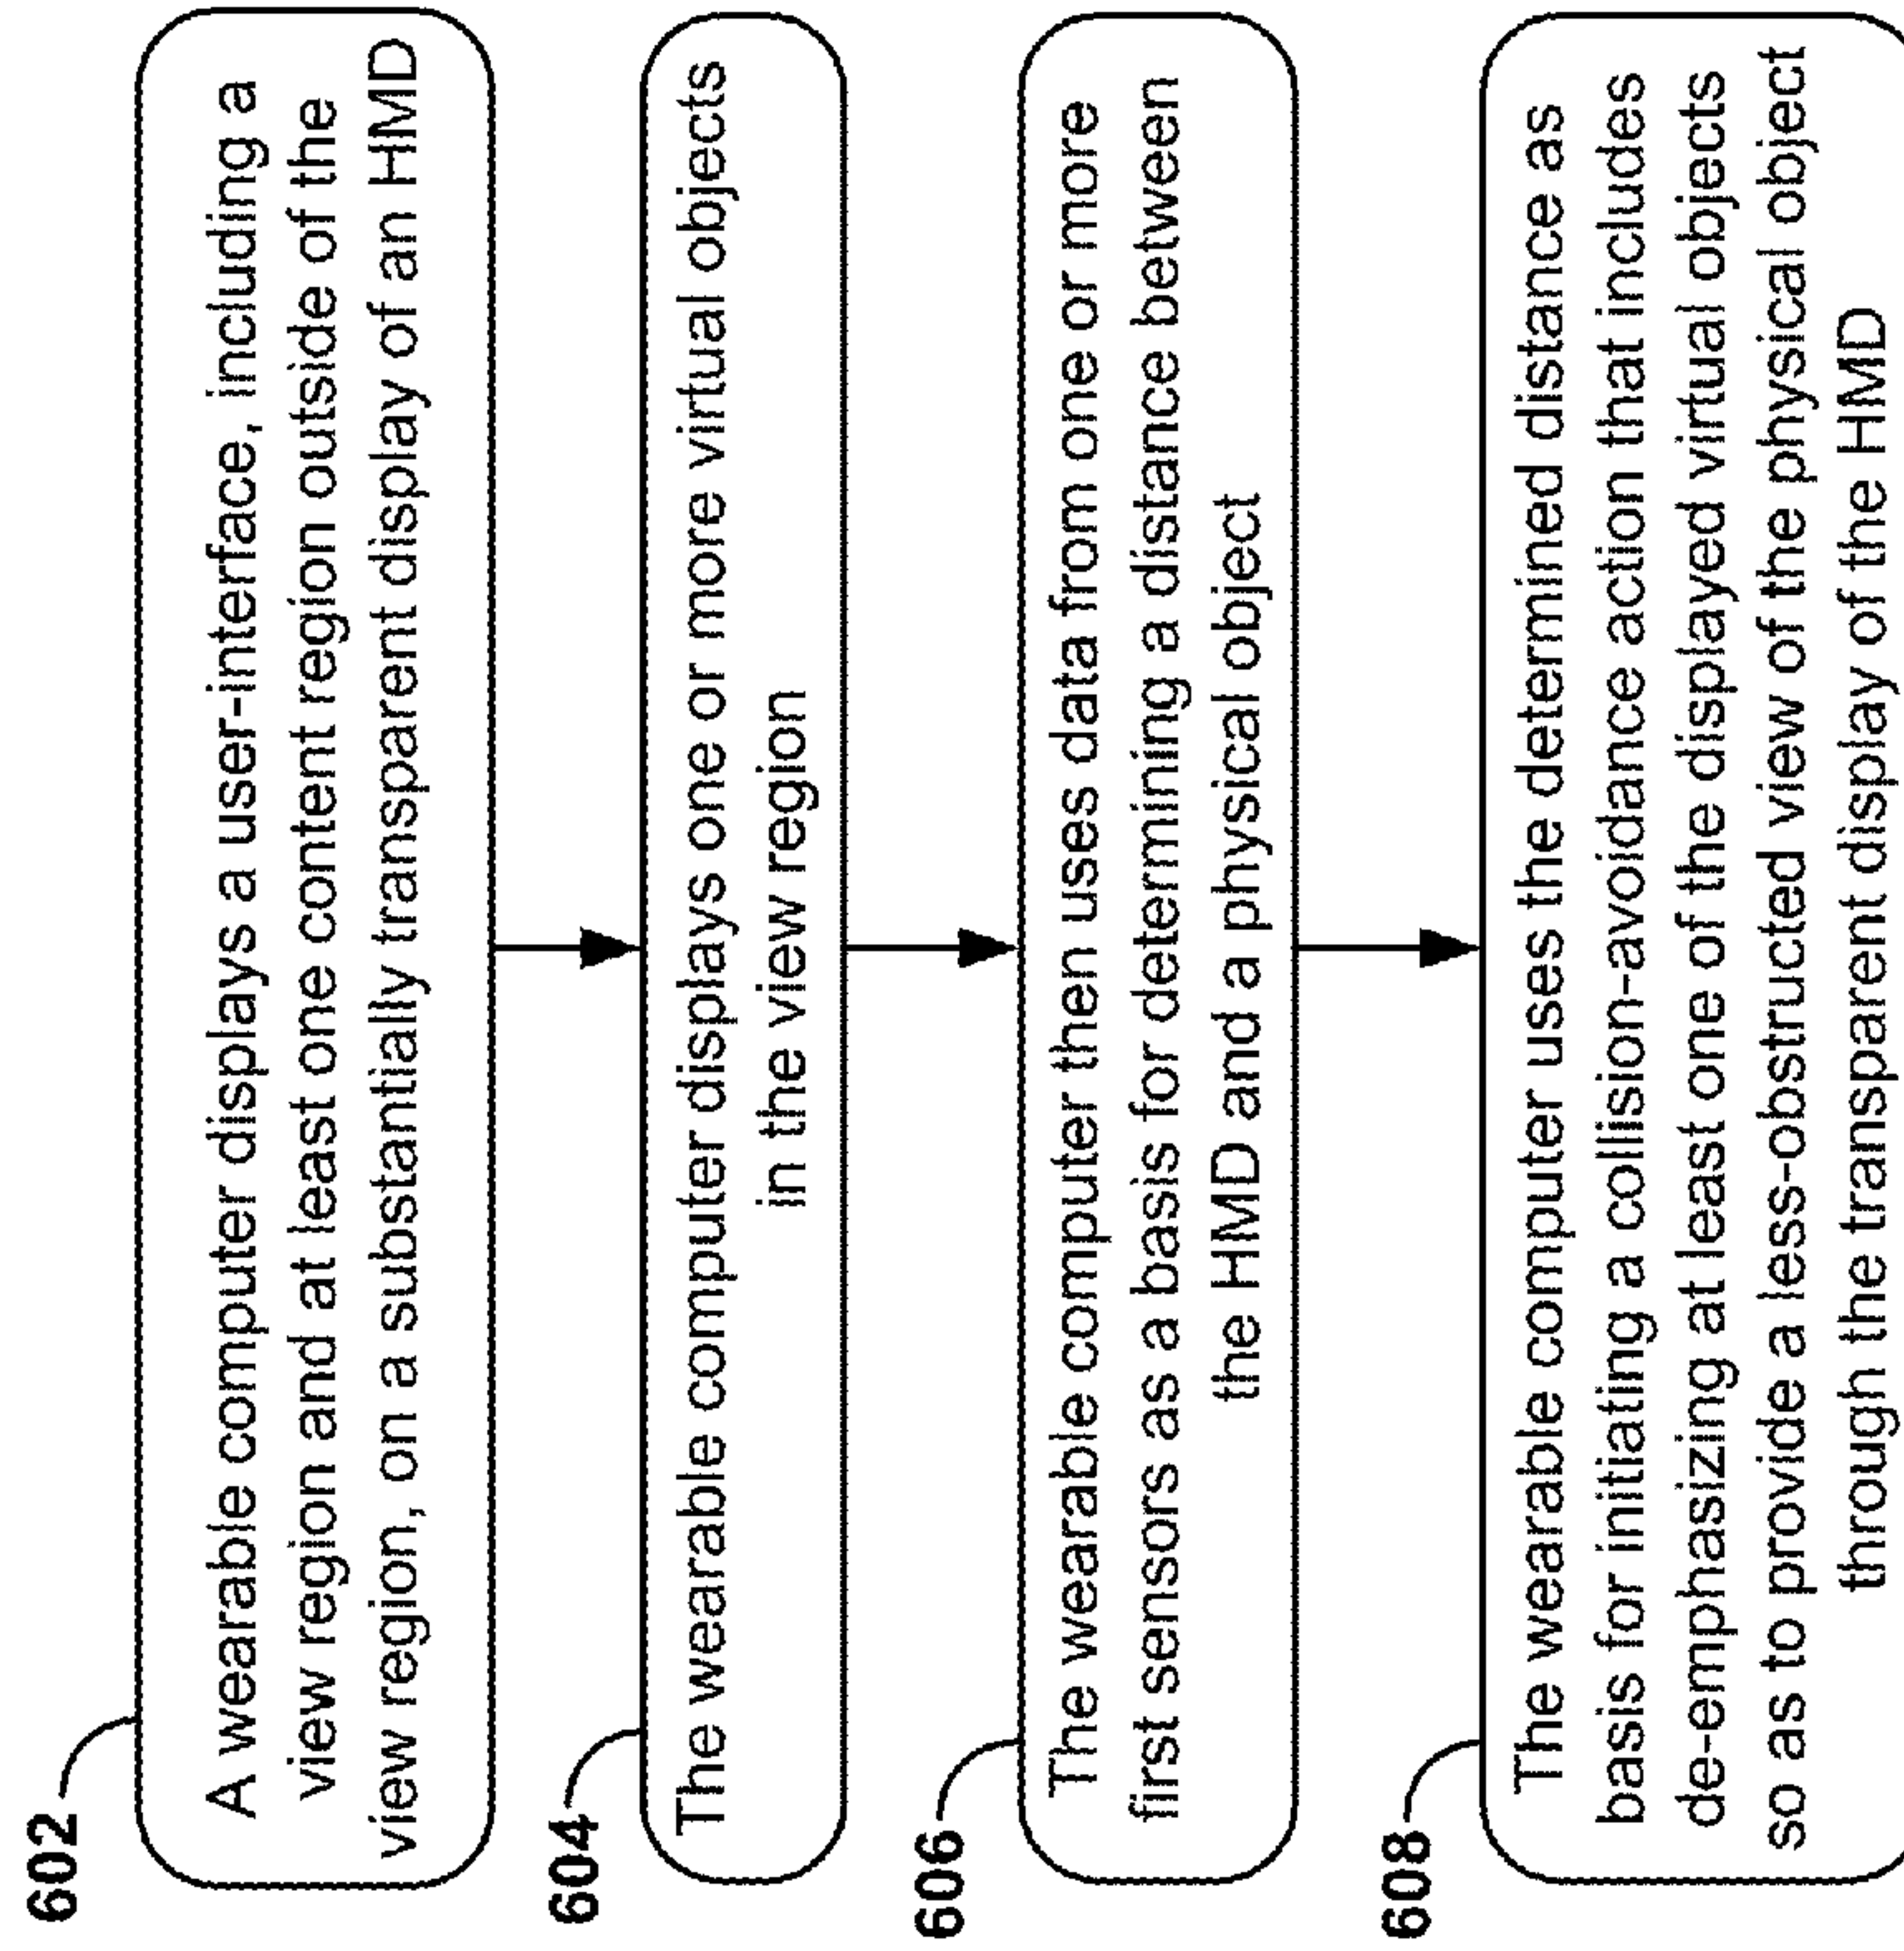 602
A wearable computer displays a user-interface, including a
view region and at least one content region outside of the
view region, on a substantially transparent display of an HMD
604
The wearable computer displays one or more virtual objects
in the view region
606
The wearable computer then uses data from one or more
first sensors as a basis for determining a distance between
the HMD and a physical object
608
The wearable computer uses the determined distance as
basis for initiating a collision-avoidance action that includes
de-emphasizing at least one of the displayed virtual objects
so as to provide a less-obstructed view of the physical object
through the transparent display of the HMD